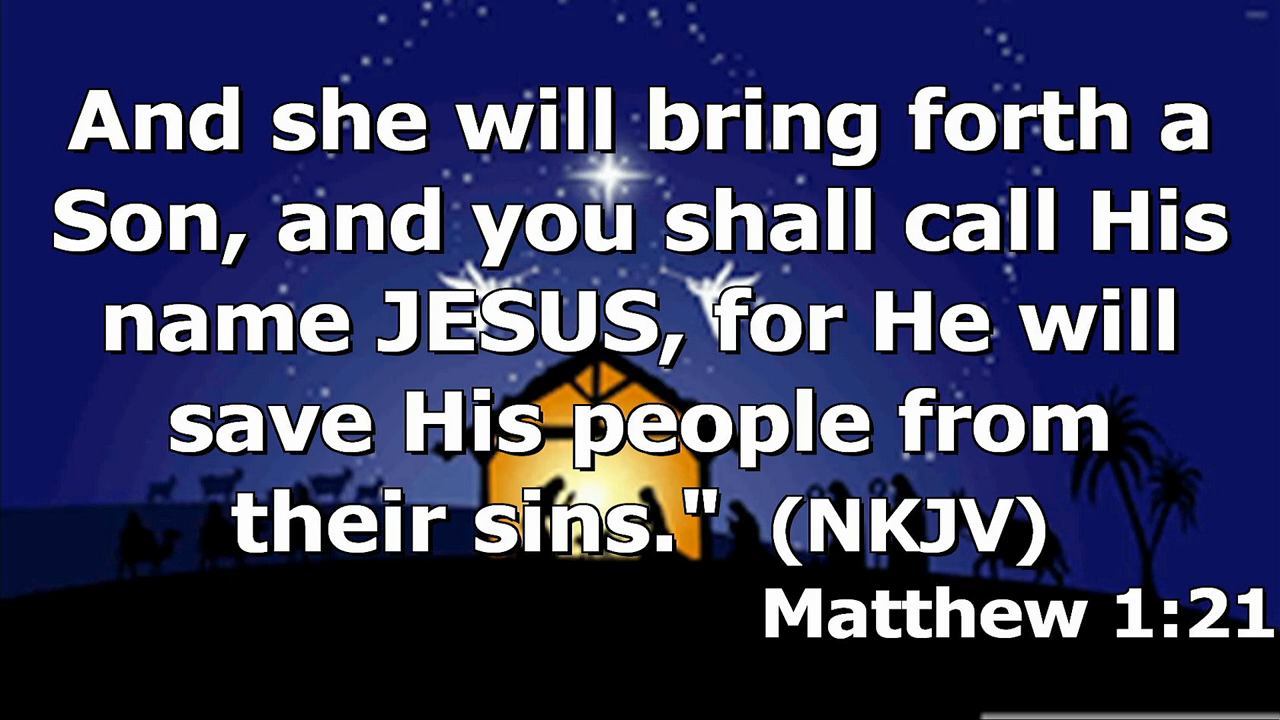 And she will bring forth a
Son, and you shall call His
name JESUS, for He will
save His people from
their sins." (NKJV)
Matthew 1:21